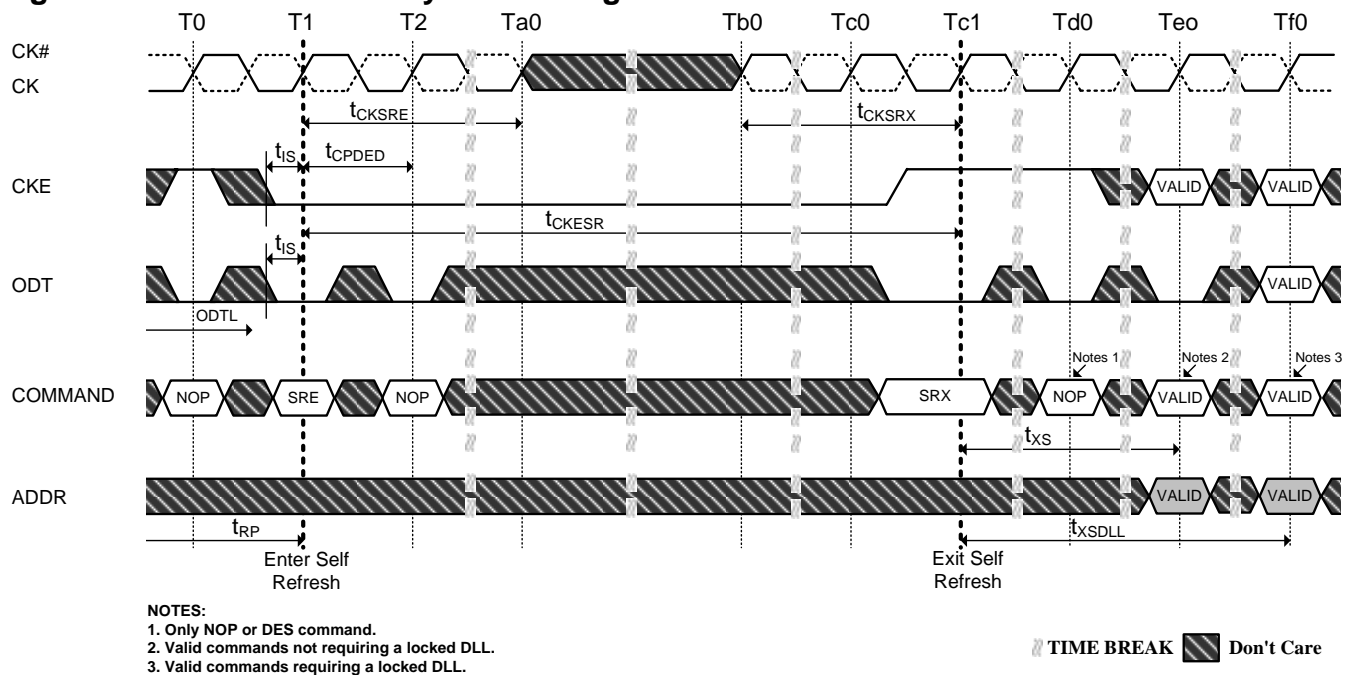 T0 T1 T2 Ta0 Tb0 Tc0 Tc1 Td0 Te0 Tf0
CK#
CK
tCKSRE tCKSRX
tIS tCPDED
CKE VALID VALID
tCKESR
tIS
ODT VALID
ODTL
Notes 1 Notes 2 Notes 3
COMMAND NOP SRE NOP SRX NOP VALID VALID
tXS
ADDR VALID VALID
tRP tXSDLL
Enter Self
Refresh
Exit Self
Refresh
NOTES:
1. Only NOP or DES command.
2. Valid commands not requiring a locked DLL.
3. Valid commands requiring a locked DLL.
TIME BREAK Don't Care